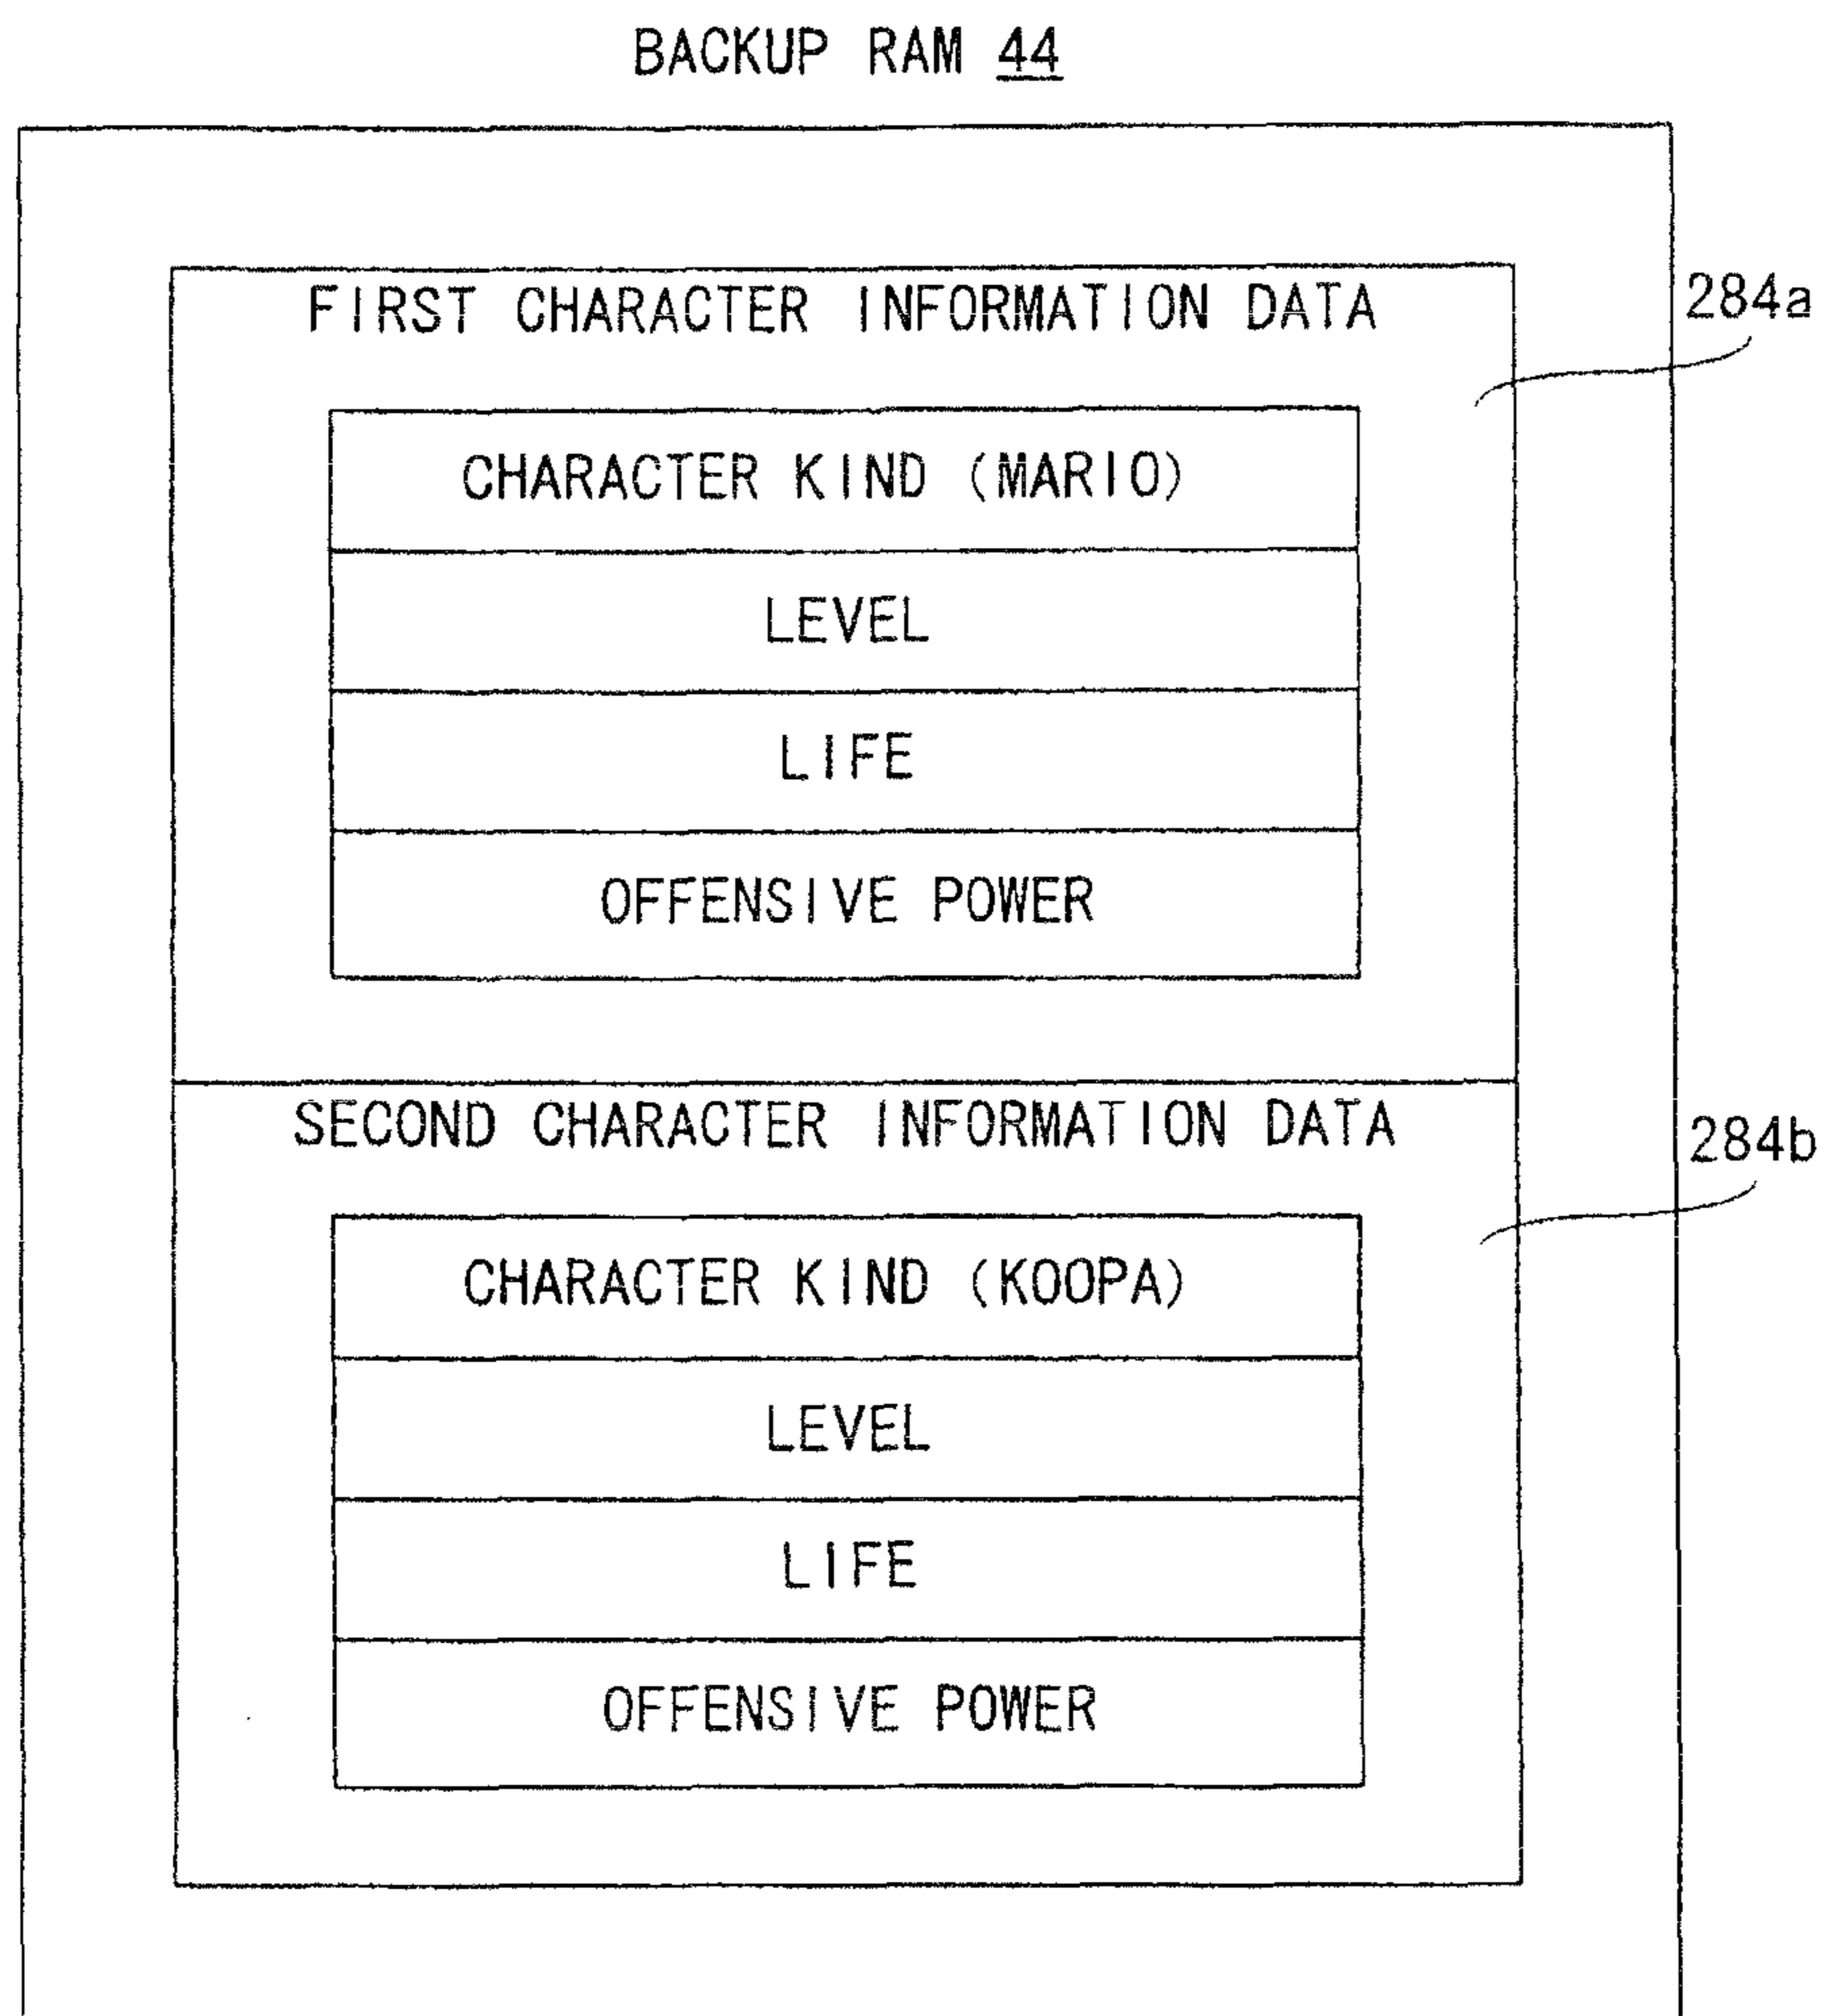 BACKUP RAM 44
FIRST CHARACTER INFORMATION DATA
284a
CHARACTER KIND (MARIO)
LEVEL
LIFE
OFFENSIVE POWER
SECOND CHARACTER INFORMATION DATA
284b
CHARACTER KIND (KOOPA)
LEVEL
LIFE
OFFENSIVE POWER